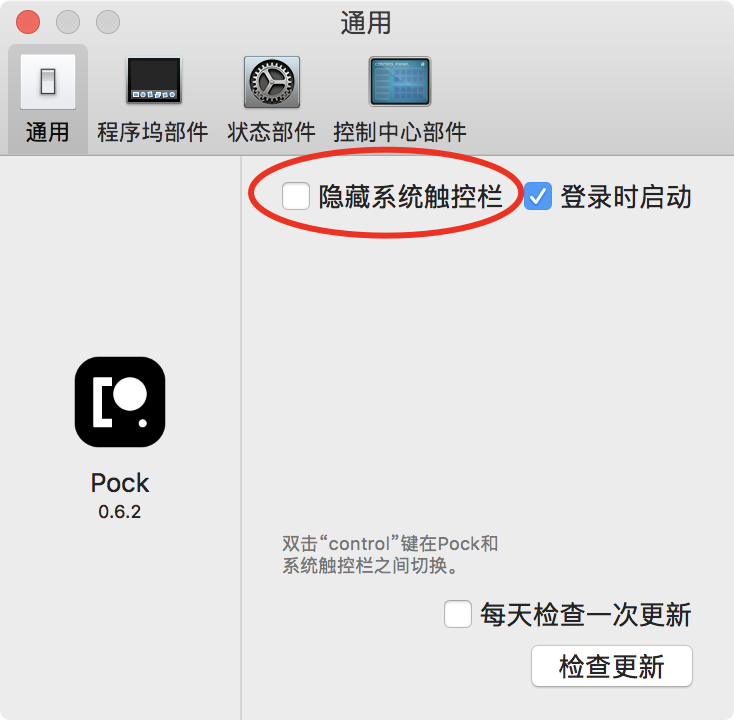 通用
通用 程序坞部件 状态部件 控制中心部件
隐藏系统触控栏 登录时启动
Pock
0.6.2
双击“control”键在Pock和
系统触控栏之间切换。
每天检查一次更新
检查更新